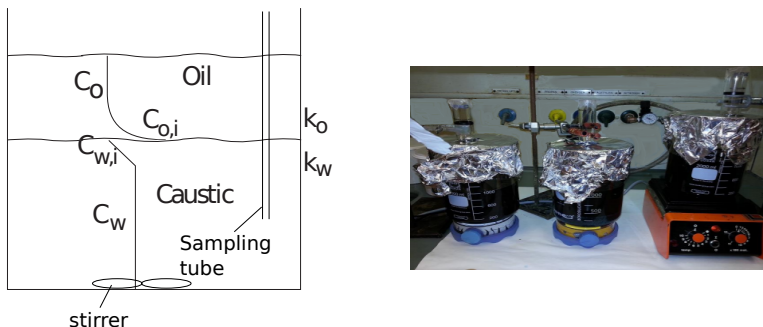 Oil
Co
Co,i
ko
Cw,i
kw
Caustic
Cw
Sampling
tube
stirrer